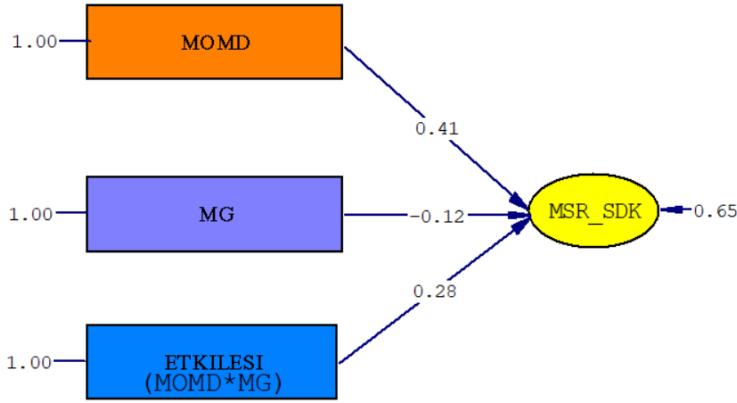 1.00
MOMD
0.41
1.00
MG
-0.12
MSR_SDK
0.65
0.28
1.00
ETKILESI
(MOMD*MG)